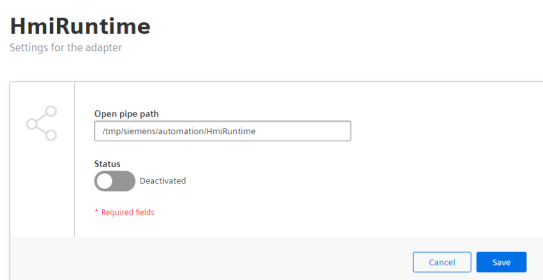 HmiRuntime
Settings for the adapter
Open pipe path
/tmp/siemens/automation/HmiRuntime
Status
Deactivated
* Required fields
Cancel Save